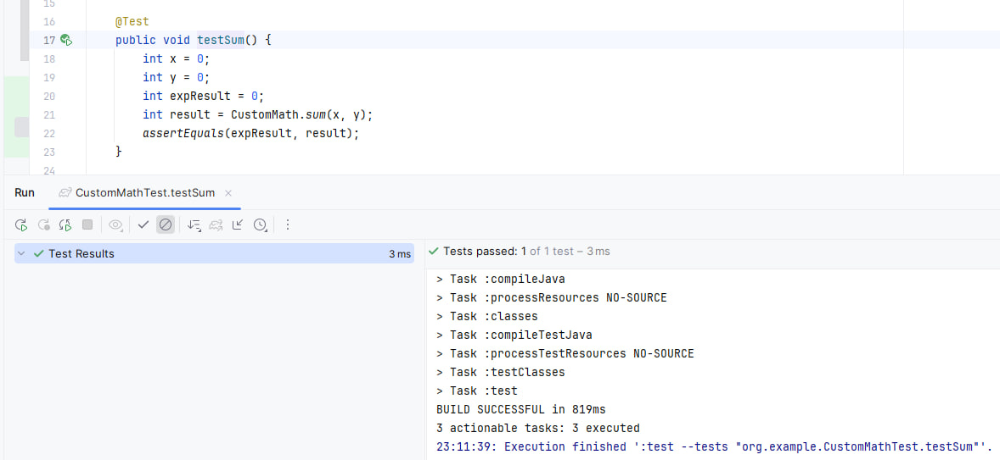 15
16 @Test
17 public void testSum() {
18 int x = 0;
19 int y = 0;
20 int expResult = 0;
21 int result = CustomMath.sum(x, y);
22 assertEquals(expResult, result);
23 }
24
Run CustomMathTest.testSum
Test Results 3 ms
Tests passed: 1 of 1 test – 3 ms
> Task :compileJava
> Task :processResources NO-SOURCE
> Task :classes
> Task :compileTestJava
> Task :processTestResources NO-SOURCE
> Task :testClasses
> Task :test
BUILD SUCCESSFUL in 819ms
3 actionable tasks: 3 executed
23:11:39: Execution finished ':test --tests "org.example.CustomMathTest.testSum"'.